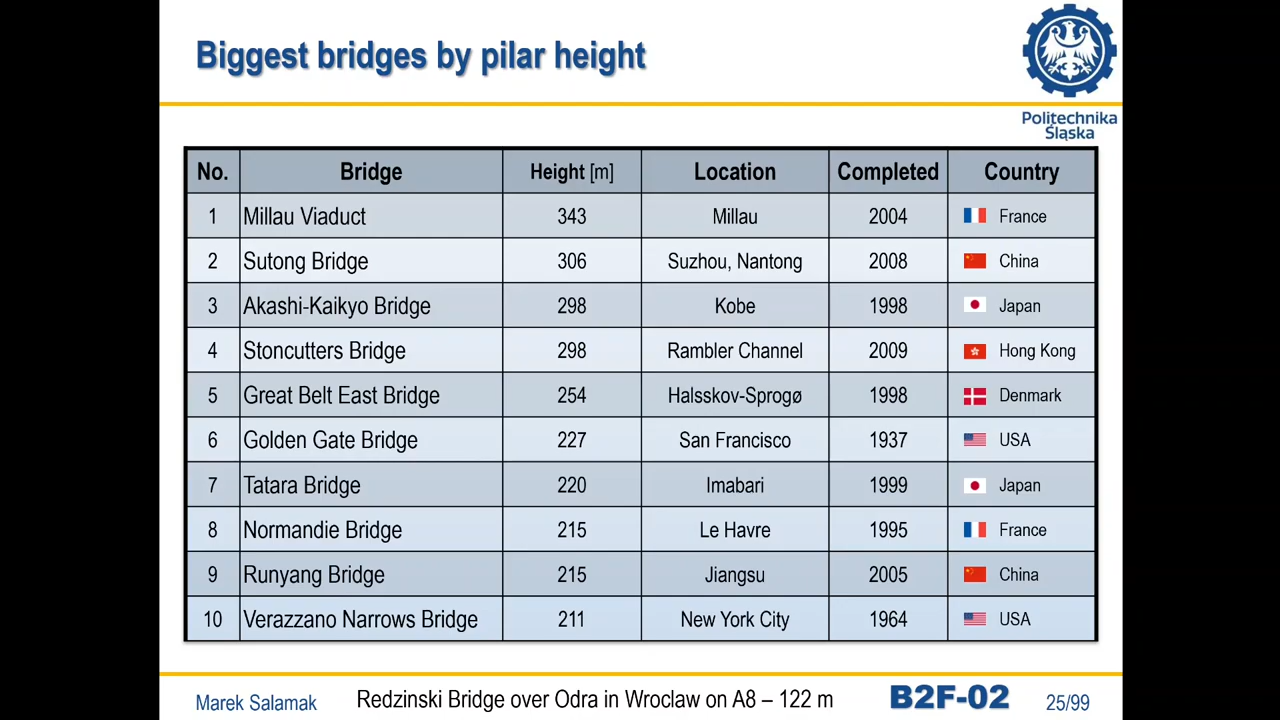 Biggest bridges by pilar height
Politechnika
Śląska
No. Bridge Height [m] Location Completed Country
1 Millau Viaduct 343 Millau 2004 France
2 Sutong Bridge 306 Suzhou, Nantong 2008 China
3 Akashi-Kaikyo Bridge 298 Kobe 1998 Japan
4 Stoncutters Bridge 298 Rambler Channel 2009 Hong Kong
5 Great Belt East Bridge 254 Halsskov-Sprogø 1998 Denmark
6 Golden Gate Bridge 227 San Francisco 1937 USA
7 Tatara Bridge 220 Imabari 1999 Japan
8 Normandie Bridge 215 Le Havre 1995 France
9 Runyang Bridge 215 Jiangsu 2005 China
10 Verazzano Narrows Bridge 211 New York City 1964 USA
Marek Salamak Redzinski Bridge over Odra in Wroclaw on A8 – 122 m B2F-02 25/99